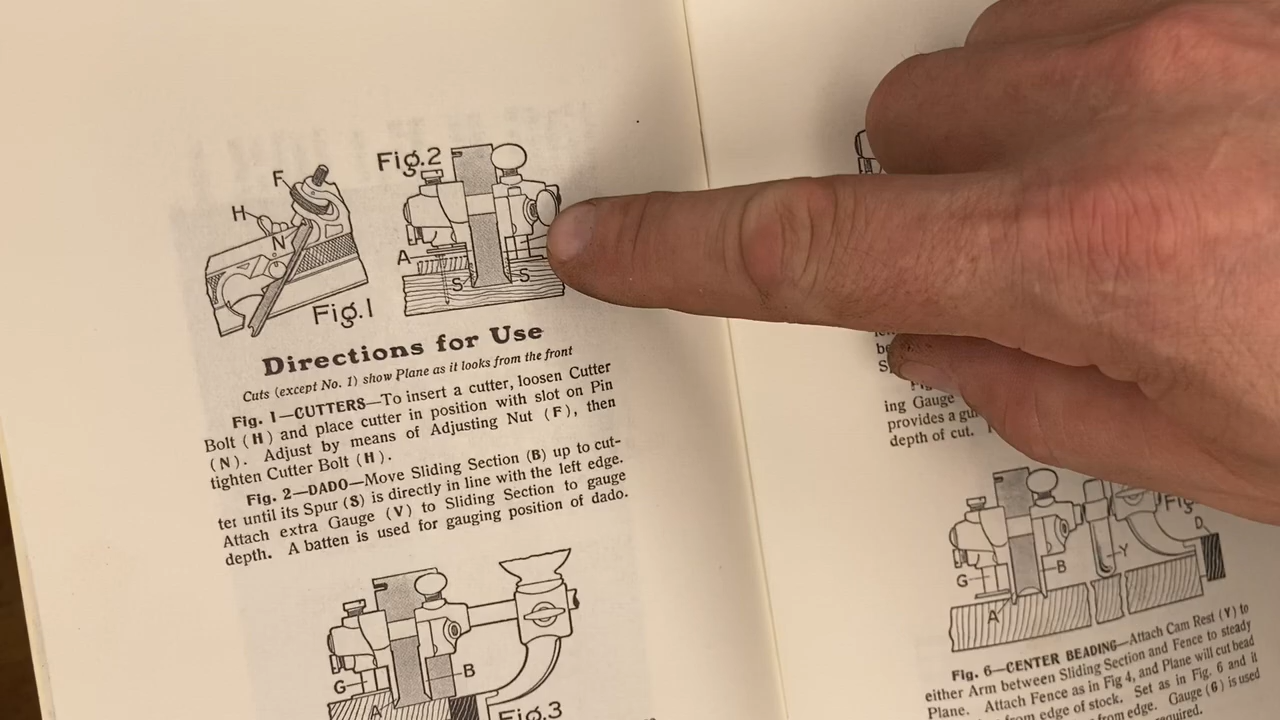 Fig.2
F
H
N
A
S
S
Fig.1
Directions for Use
Cuts (except No. 1) show Plane as it looks from the front
Fig. 1—CUTTERS—To insert a cutter, loosen Cutter
Bolt (H) and place cutter in position with slot on Pin
(N). Adjust by means of Adjusting Nut (F), then
tighten Cutter Bolt (H).
Fig. 2—DADO—Move Sliding Section (B) up to cut-
ter until its Spur (S) is directly in line with the left edge.
Attach extra Gauge (V) to Sliding Section to gauge
depth. A batten is used for gauging position of dado.
G
B
A
Fig.3
be
S
Fig
ing Gauge
provides a
depth of cut.
Fig
D
Y
G
B
A
Fig. 6—CENTER BEADING—Attach Cam Rest (Y) to
either Arm between Sliding Section and Fence to steady
Plane. Attach Fence as in Fig 4, and Plane will cut bead
from edge of stock. Set as in Fig. 6 and it
from edge. Gauge (G) is used